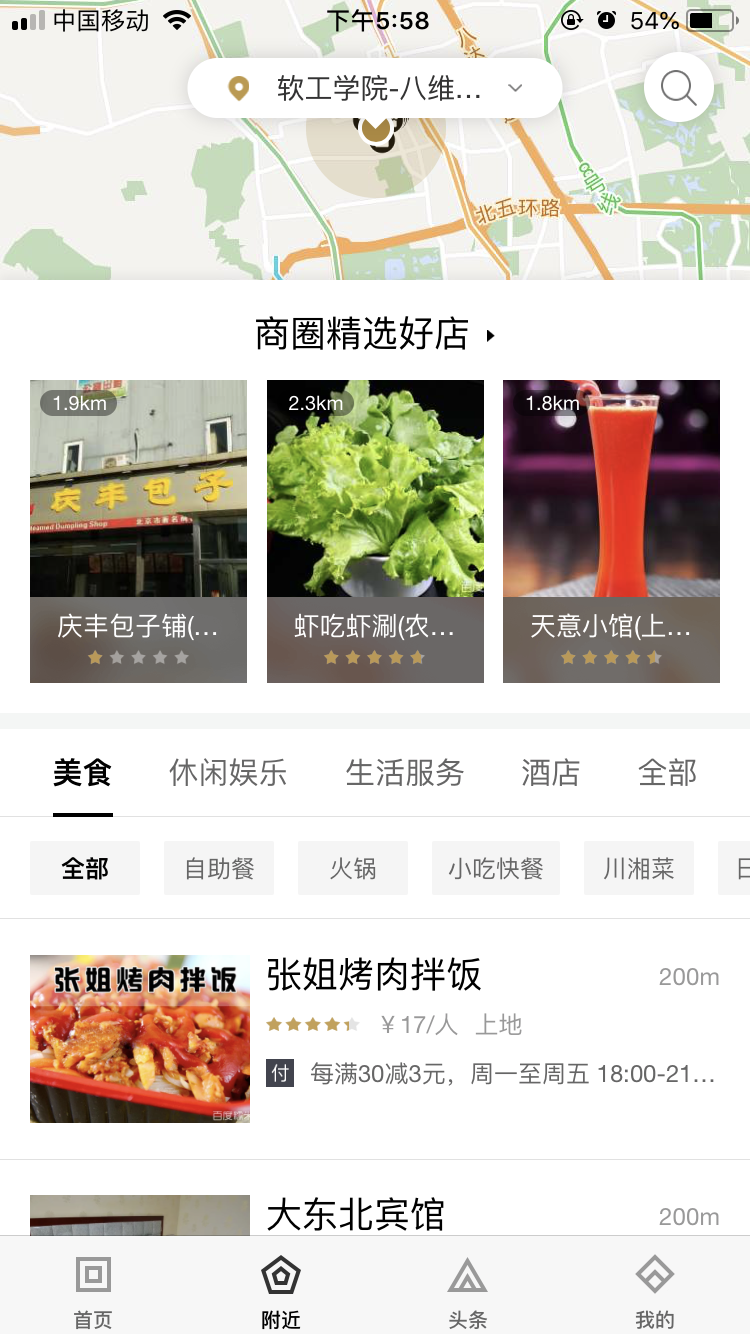 中国移动 下午5:58 54%
八达
软工学院-八维...
8号线
北五环路
商圈精选好店
1.9km 2.3km 1.8km
庆丰包子
Steamed Dumpling Shop
庆丰包子铺(... 虾吃虾涮(农... 天意小馆(上...
美食 休闲娱乐 生活服务 酒店 全部
全部 自助餐 火锅 小吃快餐 川湘菜 日
张姐烤肉拌饭
张姐烤肉拌饭 200m
￥17/人 上地
付 每满30减3元，周一至周五 18:00-21...
大东北宾馆 200m
首页 附近 头条 我的